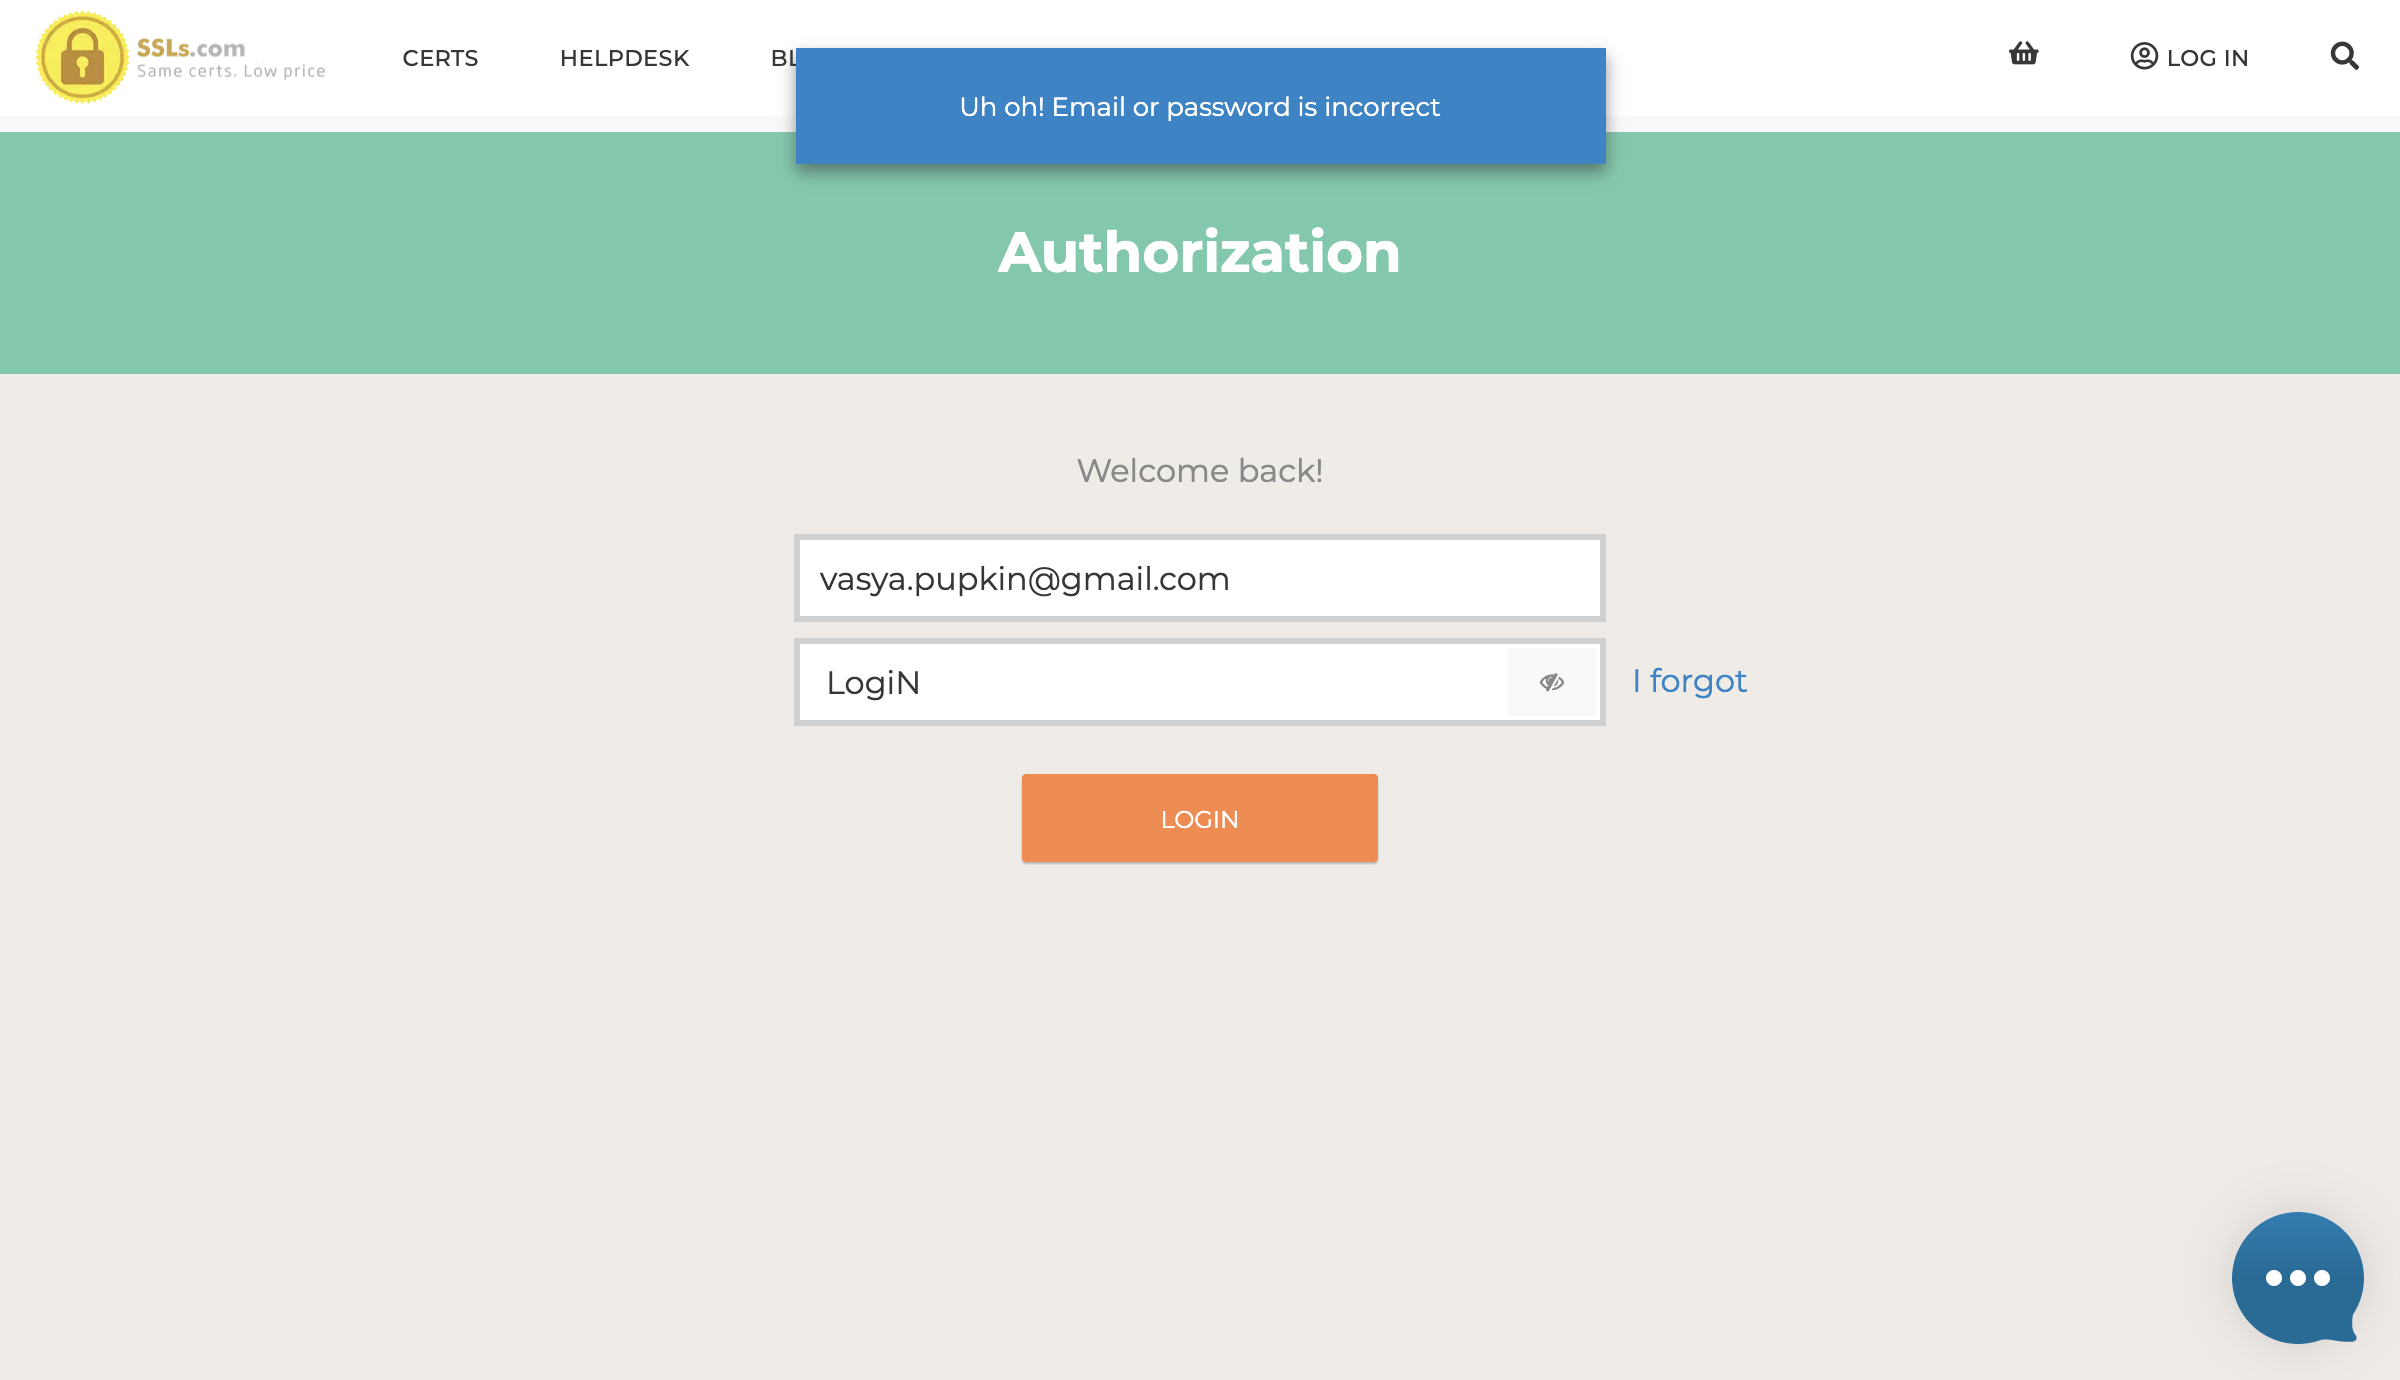 SSLs.com
Same certs. Low price
CERTS
HELPDESK
LOG IN
Uh oh! Email or password is incorrect
Authorization
Welcome back!
vasya.pupkin@gmail.com
LogiN
I forgot
LOGIN